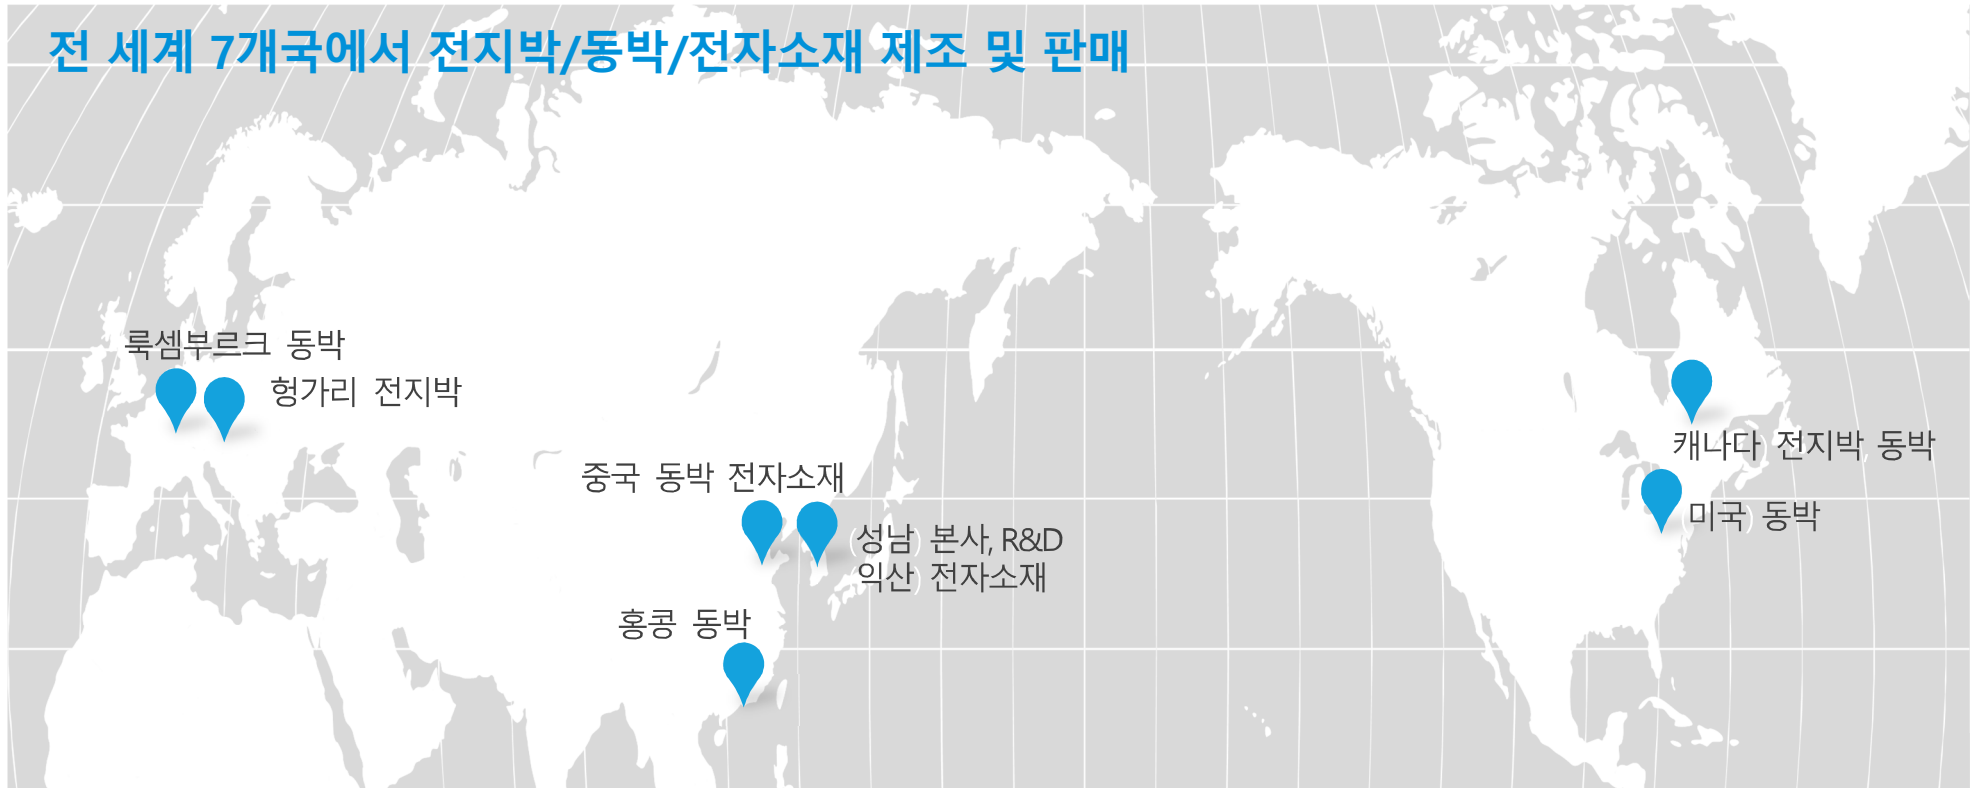 전 세계 7개국에서 전지박/동박/전자소재 제조 및 판매
룩셈부르크 동박
헝가리 전지박
중국 동박 전자소재
(성남) 본사, R&D
(익산) 전자소재
홍콩 동박
캐나다) 전지박 동박
(미국) 동박